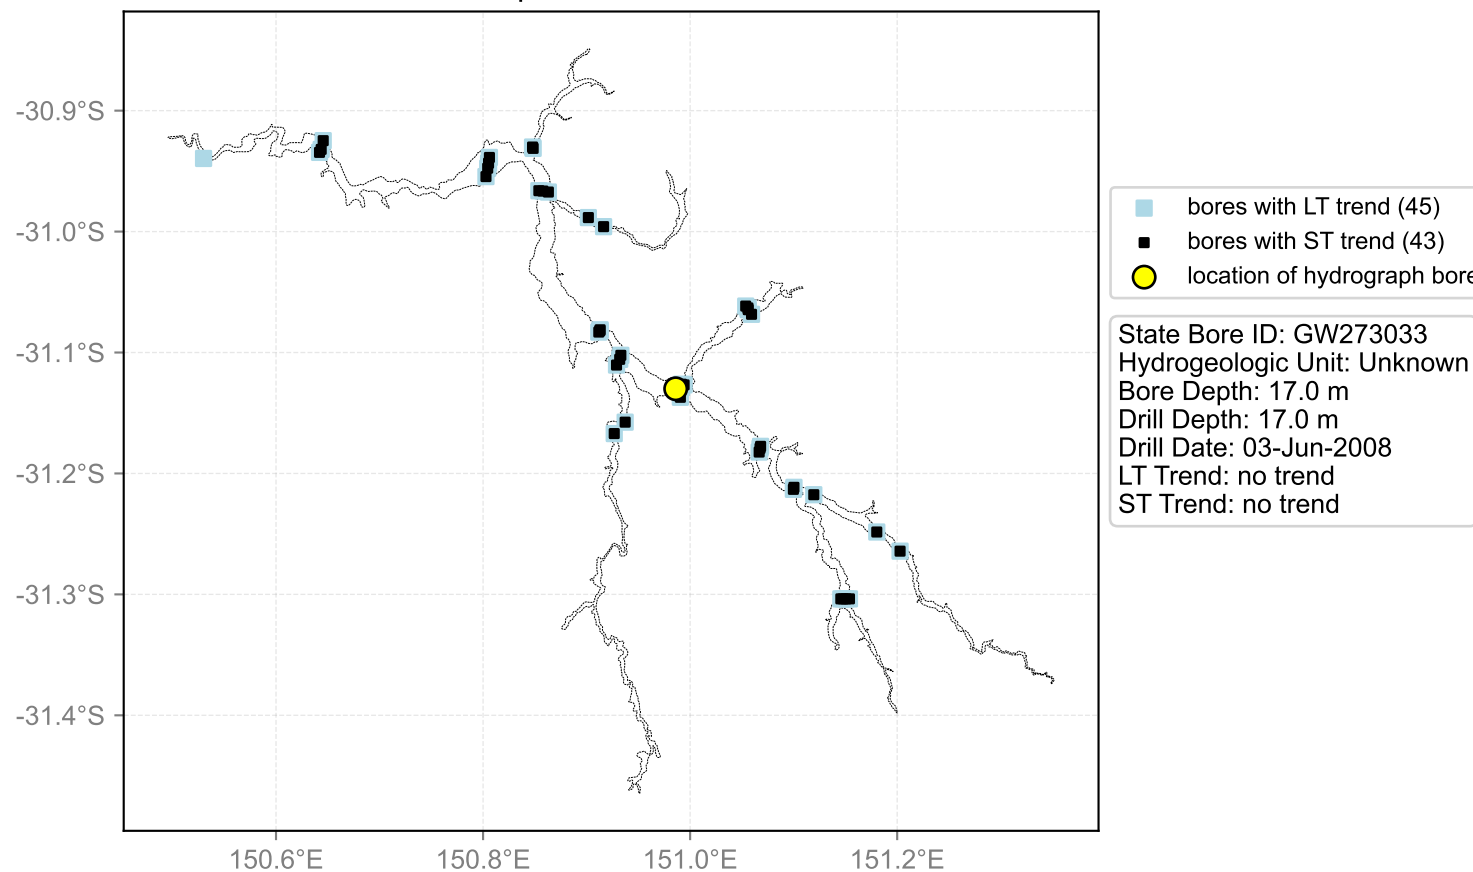 -30.9°S
-31.0°S
-31.1°S
-31.2°S
-31.3°S
-31.4°S
150.6°E
150.8°E
151.0°E
151.2°E
bores with LT trend (45)
bores with ST trend (43)
location of hydrograph bore
State Bore ID: GW273033
Hydrogeologic Unit: Unknown
Bore Depth: 17.0 m
Drill Depth: 17.0 m
Drill Date: 03-Jun-2008
LT Trend: no trend
ST Trend: no trend